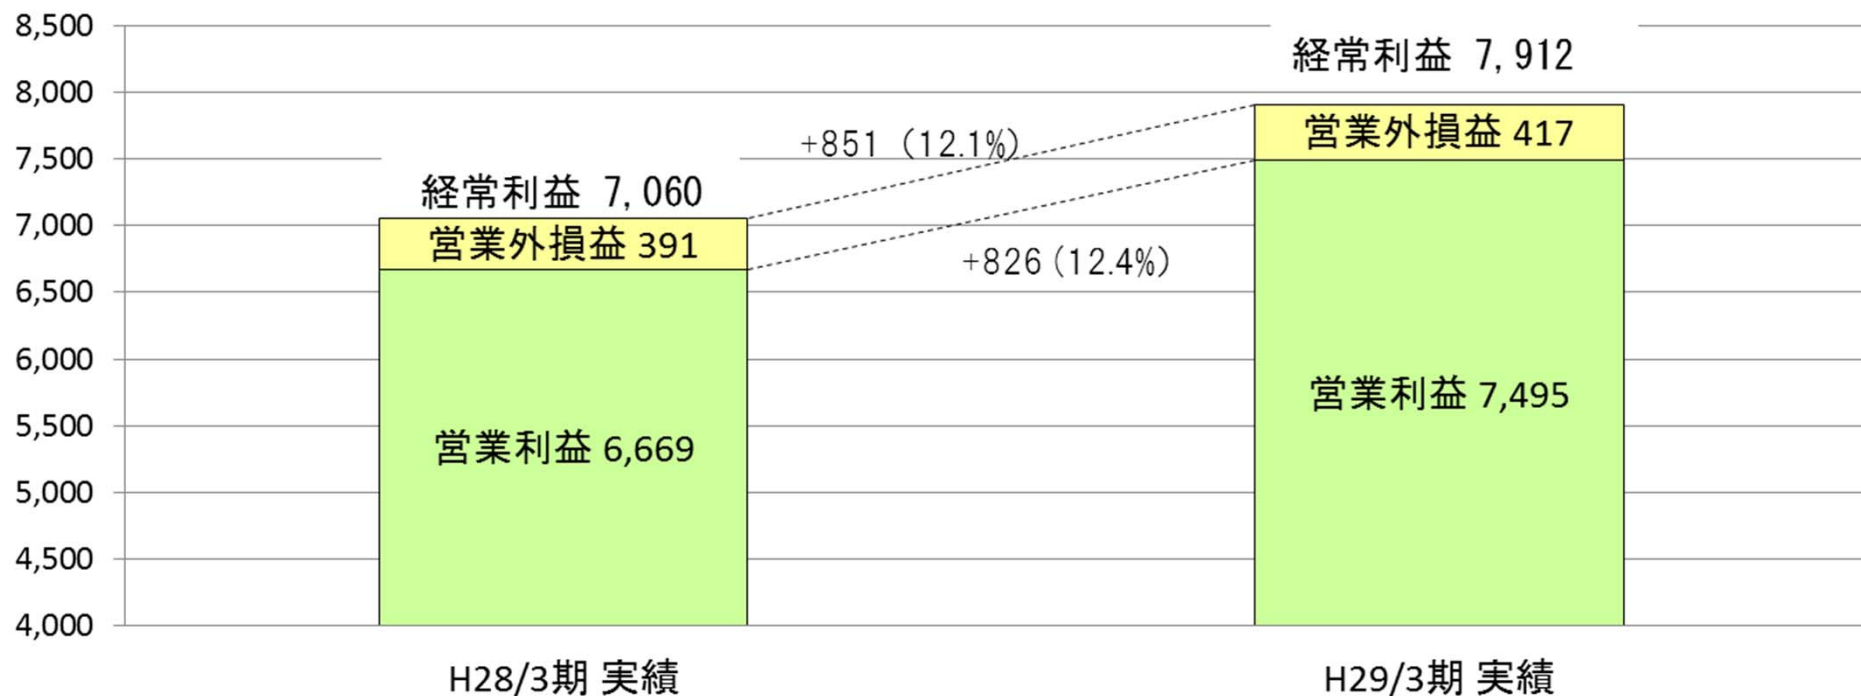 8,500
8,000
7,500
7,000
6,500
6,000
5,500
5,000
4,500
4,000
経常利益 7,060
営業外損益 391
営業利益 6,669
+851 (12.1%)
+826 (12.4%)
経常利益 7,912
営業外損益 417
営業利益 7,495
H28/3期 実績
H29/3期 実績